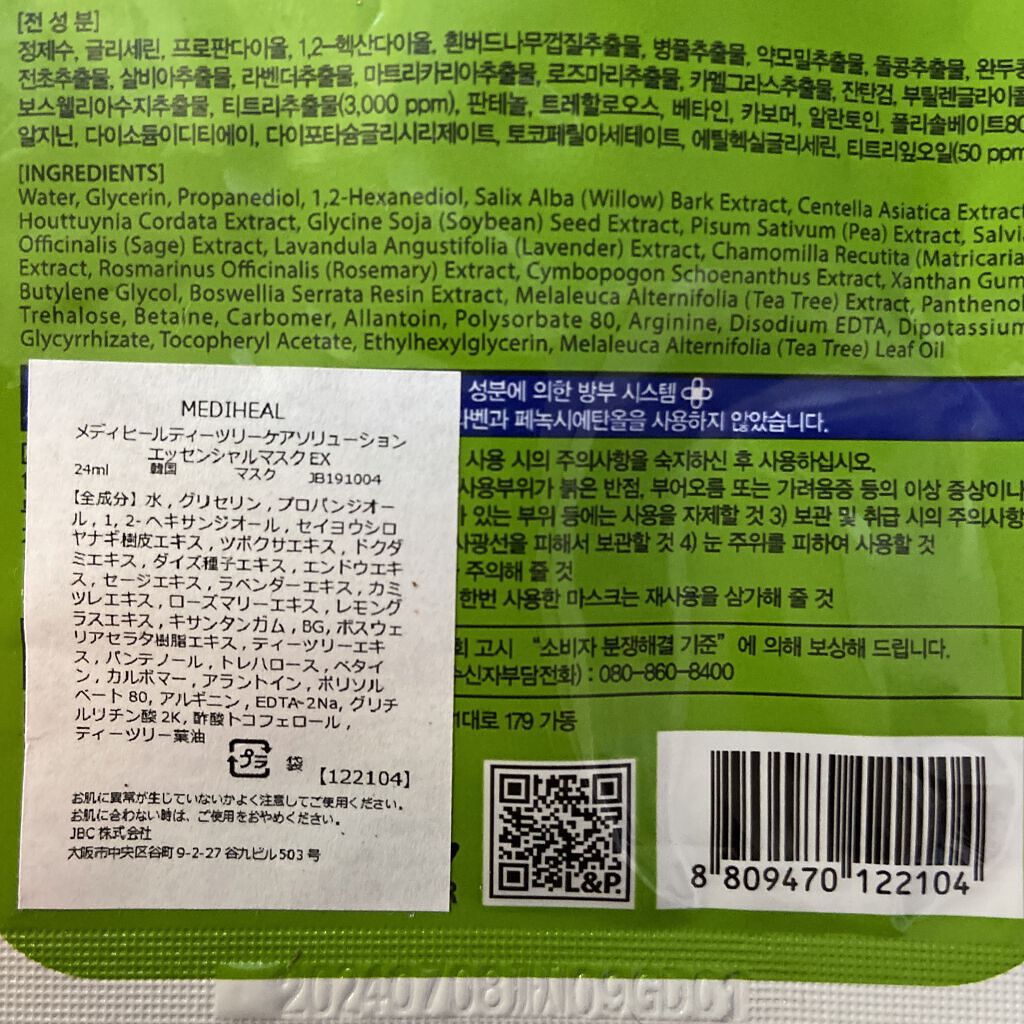 [전 성 분]
정제수, 글리세린, 프로판다이올, 1,2-헥산다이올, 흰버드나무껍질추출물, 병풀추출물, 약모밀추출물, 돌콩추출물, 완두콩
전초추출물, 살비아추출물, 라벤더추출물, 마트리카리아추출물, 로즈마리추출물, 카멜그라스추출물, 잔탄검, 부틸렌글라이콜
보스웰리아수지추출물, 티트리추출물(3,000 ppm), 판테놀, 트레할로오스, 베타인, 카보머, 알란토인, 폴리솔베이트80
알지닌, 다이소듐이디티에이, 다이포타슘글리시리제이트, 토코페릴아세테이트, 에틸헥실글리세린, 티트리잎오일(50 ppm
[INGREDIENTS]
Water, Glycerin, Propanediol, 1,2-Hexanediol, Salix Alba (Willow) Bark Extract, Centella Asiatica Extract
Houttuynia Cordata Extract, Glycine Soja (Soybean) Seed Extract, Pisum Sativum (Pea) Extract, Salvi
Officinalis (Sage) Extract, Lavandula Angustifolia (Lavender) Extract, Chamomilla Recutita (Matricaria
Extract, Rosmarinus Officinalis (Rosemary) Extract, Cymbopogon Schoenanthus Extract, Xanthan Gum
Butylene Glycol, Boswellia Serrata Resin Extract, Melaleuca Alternifolia (Tea Tree) Extract, Panthenol
Trehalose, Betaine, Carbomer, Allantoin, Polysorbate 80, Arginine, Disodium EDTA, Dipotassium
Glycyrrhizate, Tocopheryl Acetate, Ethylhexylglycerin, Melaleuca Alternifolia (Tea Tree) Leaf Oil
성분에 의한 방부 시스템
라벤과 페녹시에탄올을 사용하지 않았습니다.
사용 시의 주의사항을 숙지하신 후 사용하십시오.
사용부위가 붉은 반점, 부어오름 또는 가려움증 등의 이상 증상이나
가 있는 부위 등에는 사용을 자제할 것 3) 보관 및 취급 시의 주의사항
사광선을 피해서 보관할 것 4) 눈 주위를 피하여 사용할 것
주의해 줄 것
한번 사용한 마스크는 재사용을 삼가해 줄 것
회 고시 "소비자 분쟁해결 기준" 에 의해 보상해 드립니다.
수신자부담전화) : 080-860-8400
1대로 179 가동
MEDIHEAL
メディヒールティーツリーケアソリューション
エッセンシャルマスクEX
24ml 韓国 マスク JB191004
【全成分】水, グリセリン, プロパンジオー
ル, 1, 2-ヘキサンジオール, セイヨウシロ
ヤナギ樹皮エキス, ツボクサエキス, ドクダ
ミエキス, ダイズ種子エキス, エンドウエキ
ス, セージエキス, ラベンダーエキス, カミ
ツレエキス, ローズマリーエキス, レモング
ラスエキス, キサンタンガム, BG, ボスウェ
リアセラタ樹脂エキス, ティーツリーエキ
ス, パンテノール, トレハロース, ベタイ
ン, カルボマー, アラントイン, ポリソル
ベート 80, アルギニン, EDTA-2Na, グリチ
ルリチン酸 2K, 酢酸トコフェロール,
ティーツリー葉油
プラ 袋 【122104】
お肌に異常が生じていないかよく注意してご使用ください。
お肌に合わない時は、ご使用をおやめください。
JBC 株式会社
大阪市中央区谷町 9-2-27 谷九ビル 503 号
L&P.
8 809470 122104